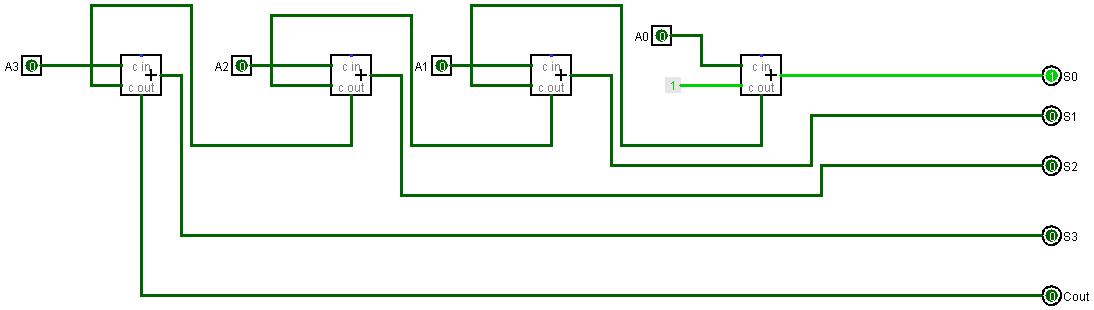 A3 0 c in + c out
A2 0 c in + c out
A1 0 c in + c out
A0 0 c in + c out
1
1 S0
0 S1
0 S2
0 S3
0 Cout